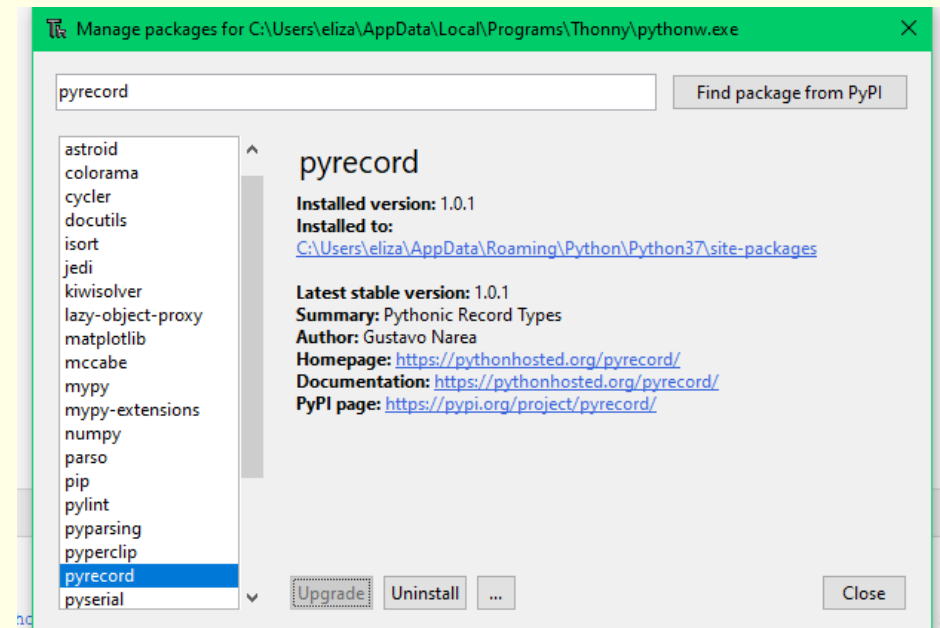 Manage packages for C:\Users\eliza\AppData\Local\Programs\Thonny\pythonw.exe
pyrecord
Find package from PyPI
astroid
colorama
cycler
docutils
isort
jedi
kiwisolver
lazy-object-proxy
matplotlib
mccabe
mypy
mypy-extensions
numpy
parso
pip
pylint
pyparsing
pyperclip
pyrecord
pyserial
pyrecord
Installed version: 1.0.1
Installed to:
C:\Users\eliza\AppData\Roaming\Python\Python37\site-packages
Latest stable version: 1.0.1
Summary: Pythonic Record Types
Author: Gustavo Narea
Homepage: https://pythonhosted.org/pyrecord/
Documentation: https://pythonhosted.org/pyrecord/
PyPI page: https://pypi.org/project/pyrecord/
Upgrade
Uninstall
...
Close